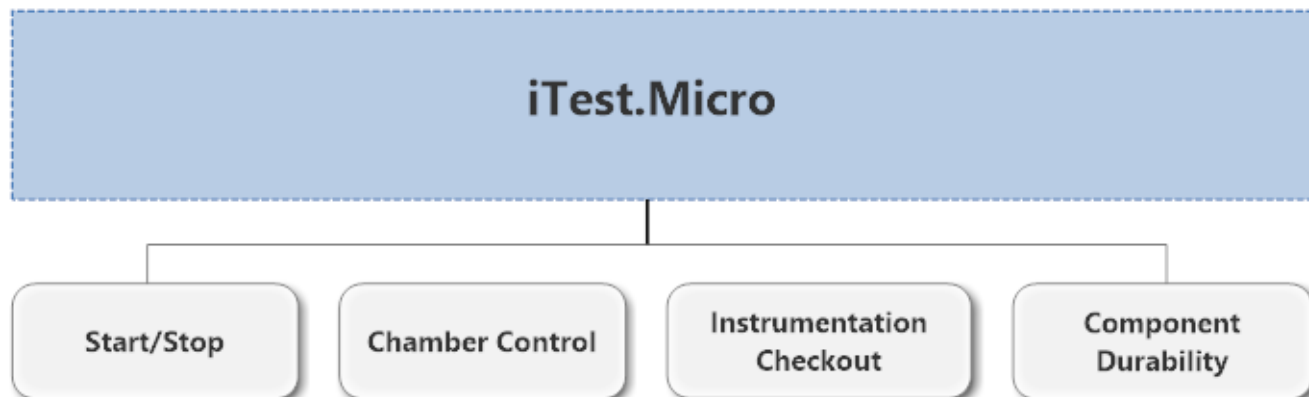 iTest.Micro
Start/Stop
Chamber Control
Instrumentation
Checkout
Component
Durability